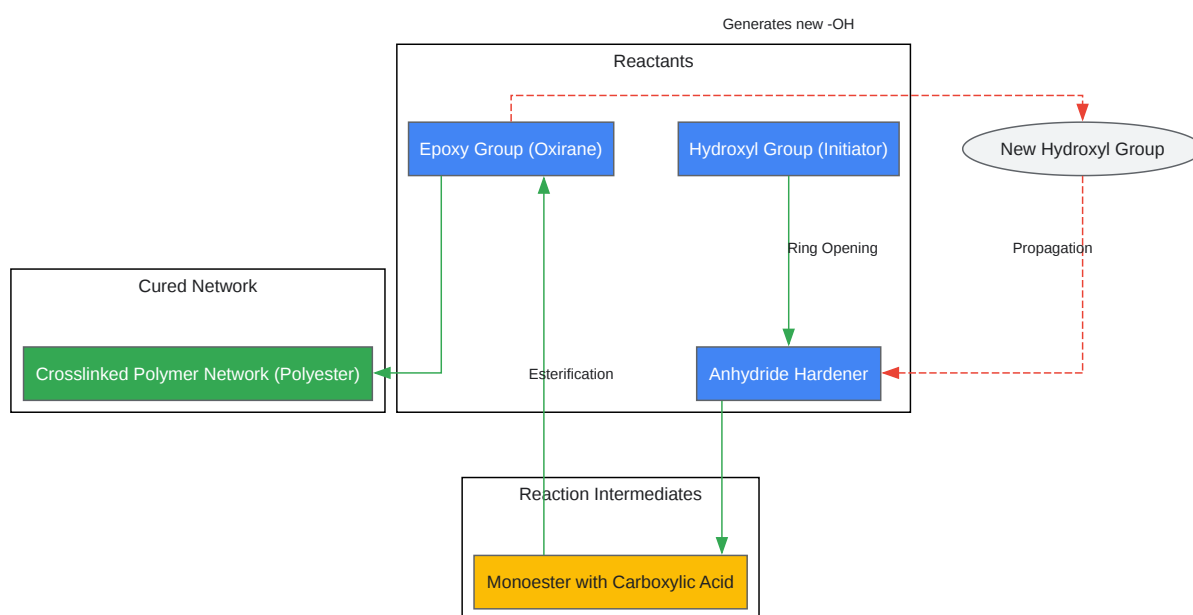 Generates new -OH
Reactants
Epoxy Group (Oxirane)
Hydroxyl Group (Initiator)
New Hydroxyl Group
Ring Opening
Propagation
Cured Network
Crosslinked Polymer Network (Polyester)
Esterification
Anhydride Hardener
Reaction Intermediates
Monoester with Carboxylic Acid